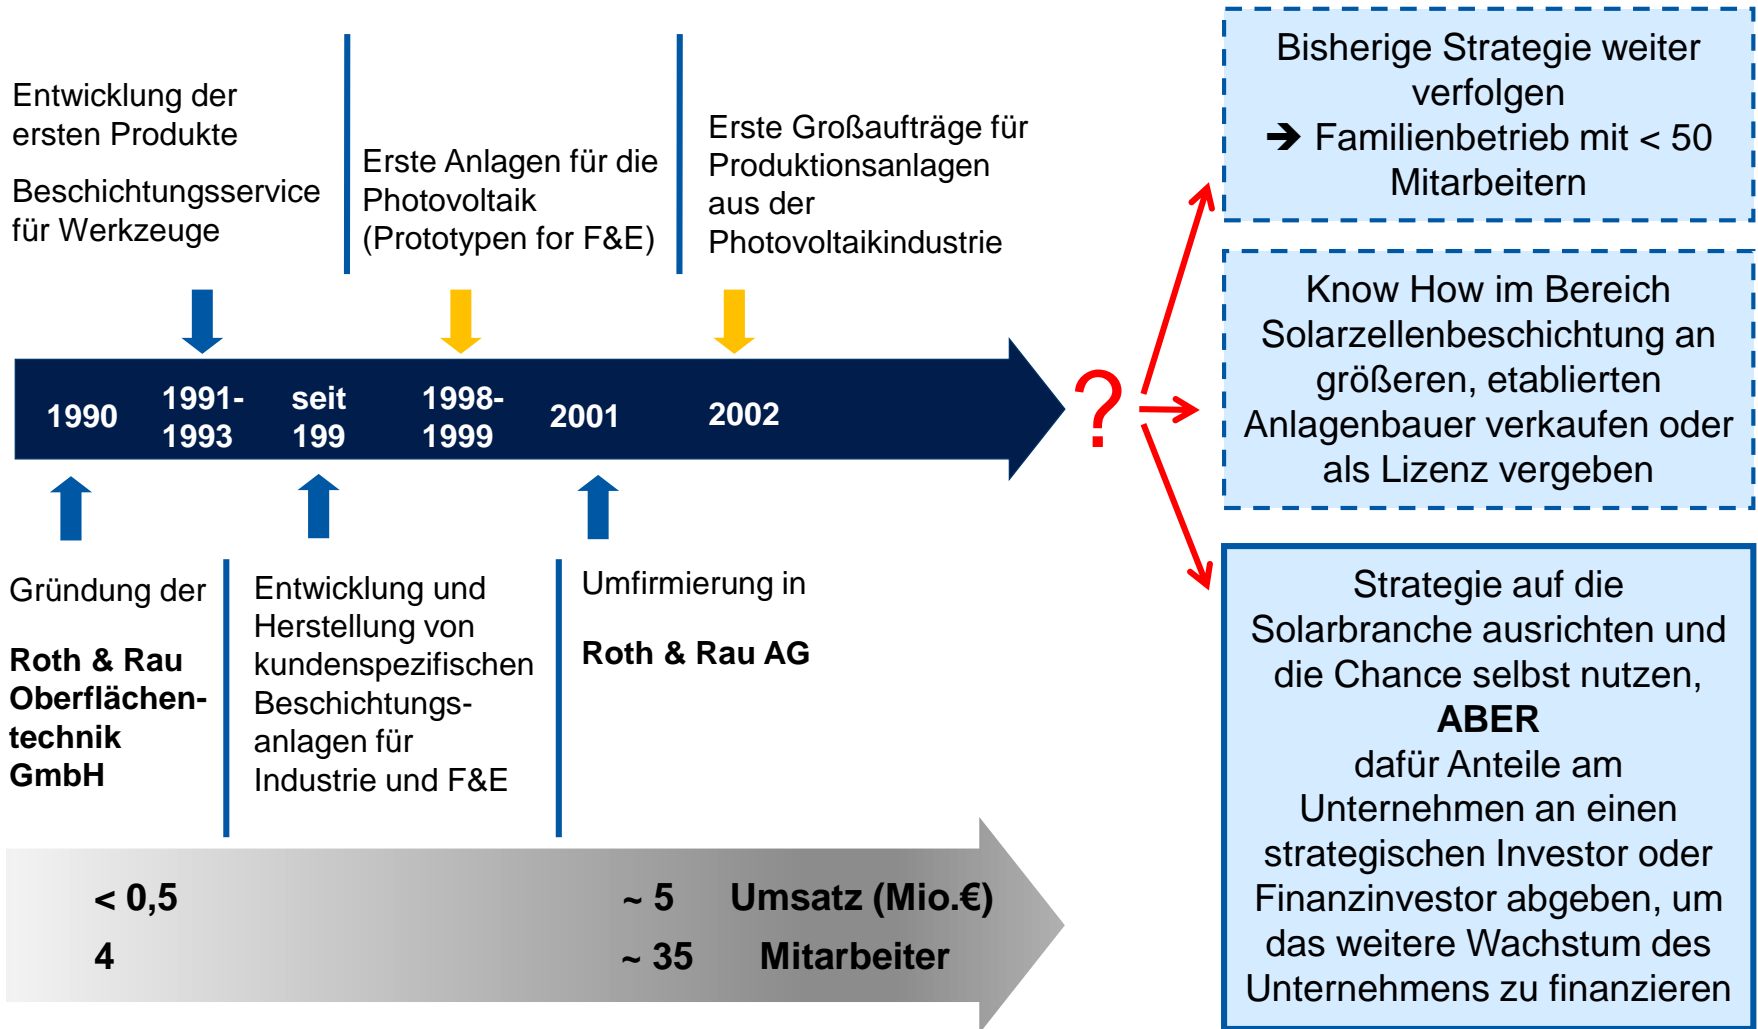 Entwicklung der
ersten Produkte
Beschichtungsservice
für Werkzeuge
Erste Anlagen für die
Photovoltaik
(Prototypen for F&E)
Erste Großaufträge für
Produktionsanlagen
aus der
Photovoltaikindustrie
1990
1991-
1993
seit
199
1998-
1999
2001
2002
?
Gründung der
Roth & Rau
Oberflächen-
technik
GmbH
Entwicklung und
Herstellung von
kundenspezifischen
Beschichtungs-
anlagen für
Industrie und F&E
Umfirmierung in
Roth & Rau AG
< 0,5 ~ 5 Umsatz (Mio.€)
4 ~ 35 Mitarbeiter
Bisherige Strategie weiter
verfolgen
➔ Familienbetrieb mit < 50
Mitarbeitern
Know How im Bereich
Solarzellenbeschichtung an
größeren, etablierten
Anlagenbauer verkaufen oder
als Lizenz vergeben
Strategie auf die
Solarbranche ausrichten und
die Chance selbst nutzen,
ABER
dafür Anteile am
Unternehmen an einen
strategischen Investor oder
Finanzinvestor abgeben, um
das weitere Wachstum des
Unternehmens zu finanzieren